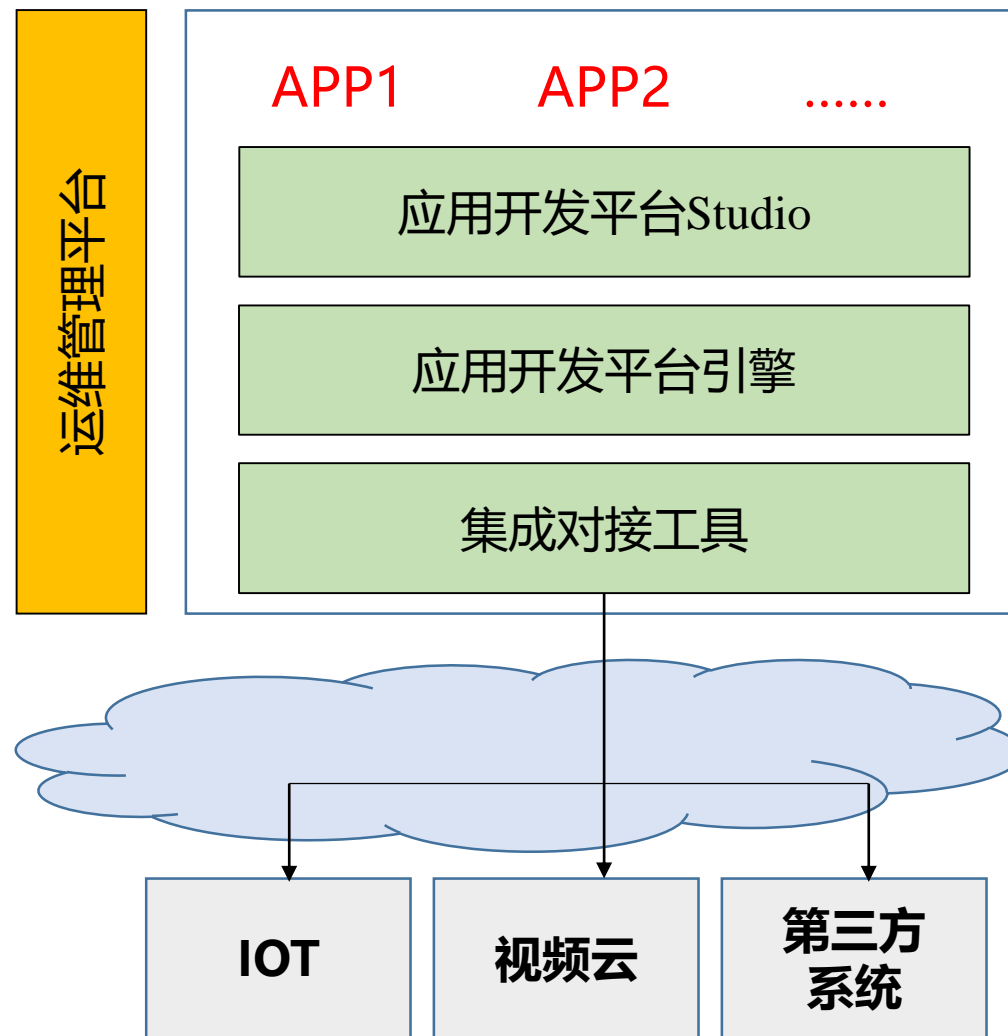 运维管理平台
APP1 APP2 ......
应用开发平台Studio
应用开发平台引擎
集成对接工具
IOT
视频云
第三方
系统